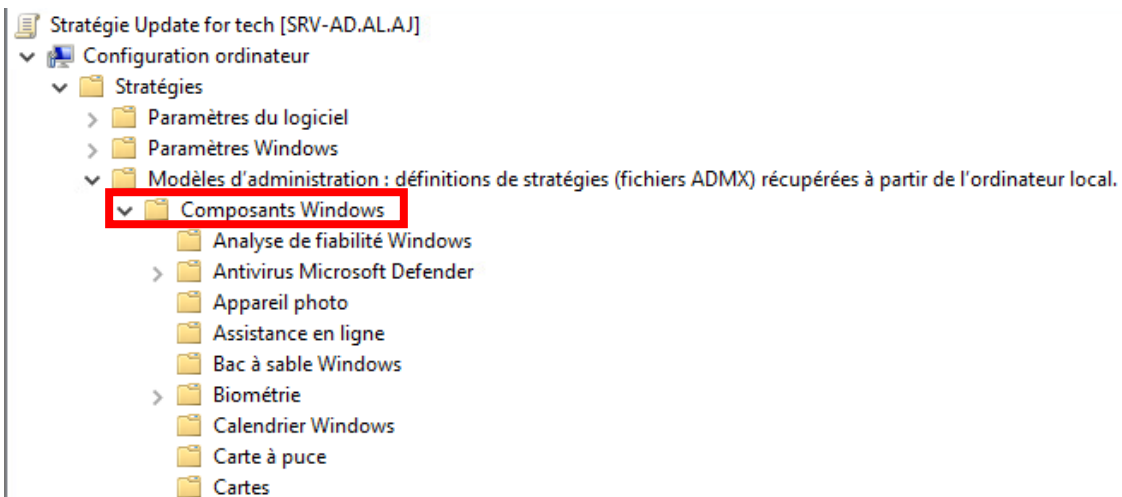 Stratégie Update for tech [SRV-AD.AL.AJ]
Configuration ordinateur
Stratégies
Paramètres du logiciel
Paramètres Windows
Modèles d’administration : définitions de stratégies (fichiers ADMX) récupérées à partir de l’ordinateur local.
Composants Windows
Analyse de fiabilité Windows
Antivirus Microsoft Defender
Appareil photo
Assistance en ligne
Bac à sable Windows
Biométrie
Calendrier Windows
Carte à puce
Cartes